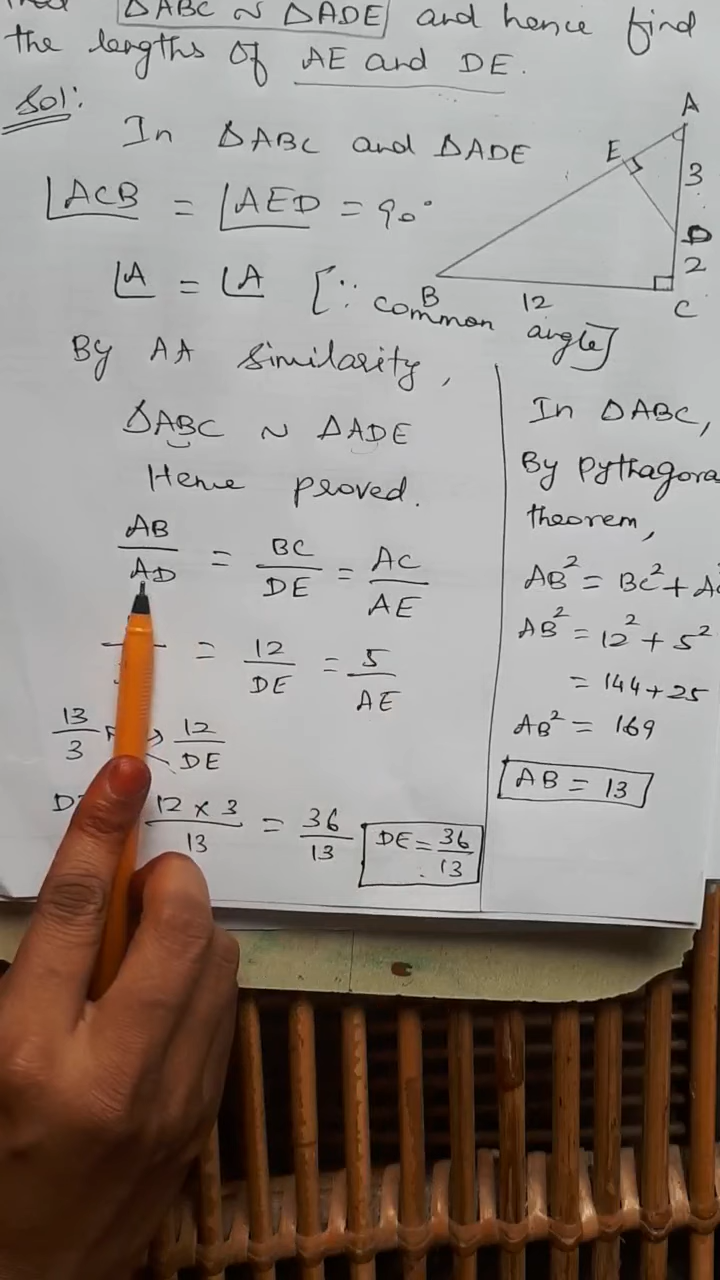 ΔABC ~ ΔADE and hence find
the lengths of AE and DE.
Sol:
In ΔABC and ΔADE
∠ACB = ∠AED = 90°
∠A = ∠A [∵ common angle]
By AA similarity,
ΔABC ~ ΔADE
Hence proved.
AB/AD = BC/DE = AC/AE
= 12/DE = 5/AE
13/3 12/DE
12 × 3/13 = 36/13
DE = 36/13
A
E
3
D
2
B
12
C
In ΔABC,
By Pythagora
theorem,
AB² = BC² + A
AB² = 12² + 5²
= 144 + 25
AB² = 169
AB = 13